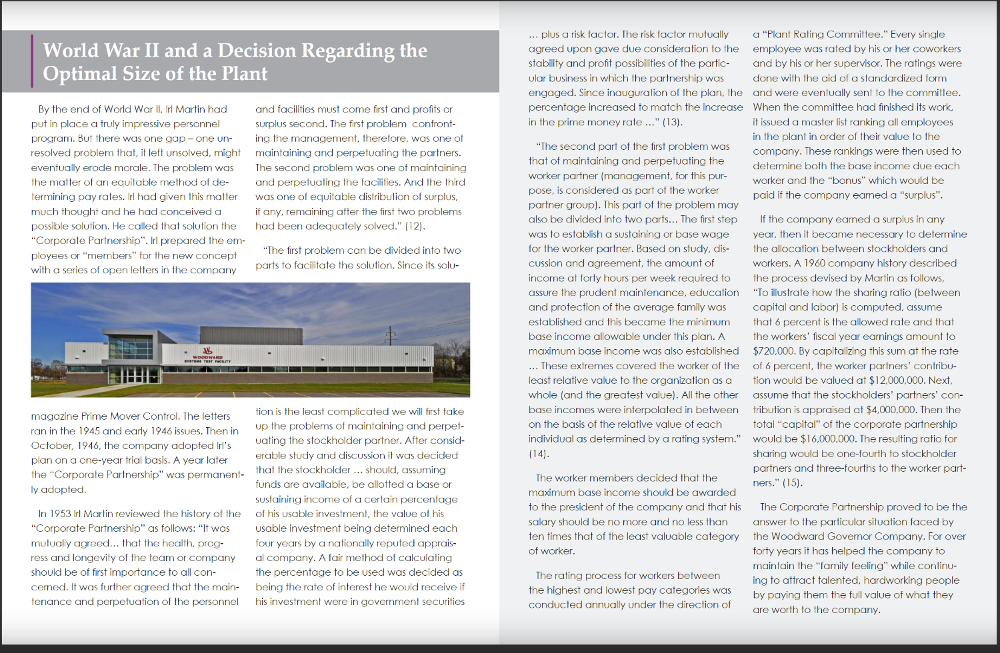 World War II and a Decision Regarding the
Optimal Size of the Plant
By the end of World War II, Irl Martin had
put in place a truly impressive personnel
program. But there was one gap – one un-
resolved problem that, if left unsolved, might
eventually erode morale. The problem was
the matter of an equitable method of de-
termining pay rates. Irl had given this matter
much thought and he had conceived a
possible solution. He called that solution the
“Corporate Partnership”. Irl prepared the em-
ployees or “members” for the new concept
with a series of open letters in the company
WOODWARD
SYSTEMS TEST FACILITY
magazine Prime Mover Control. The letters
ran in the 1945 and early 1946 issues. Then in
October, 1946, the company adopted Irl’s
plan on a one-year trial basis. A year later
the “Corporate Partnership” was permanent-
ly adopted.
In 1953 Irl Martin reviewed the history of the
“Corporate Partnership” as follows: “It was
mutually agreed… that the health, prog-
ress and longevity of the team or company
should be of first importance to all con-
cerned. It was further agreed that the main-
tenance and perpetuation of the personnel
and facilities must come first and profits or
surplus second. The first problem confront-
ing the management, therefore, was one of
maintaining and perpetuating the partners.
The second problem was one of maintaining
and perpetuating the facilities. And the third
was one of equitable distribution of surplus,
if any, remaining after the first two problems
had been adequately solved.” (12).
“The first problem can be divided into two
parts to facilitate the solution. Since its solu-
tion is the least complicated we will first take
up the problems of maintaining and perpet-
uating the stockholder partner. After consid-
erable study and discussion it was decided
that the stockholder … should, assuming
funds are available, be allotted a base or
sustaining income of a certain percentage
of his usable investment, the value of his
usable investment being determined each
four years by a nationally reputed apprais-
al company. A fair method of calculating
the percentage to be used was decided as
being the rate of interest he would receive if
his investment were in government securities
… plus a risk factor. The risk factor mutually
agreed upon gave due consideration to the
stability and profit possibilities of the partic-
ular business in which the partnership was
engaged. Since inauguration of the plan, the
percentage increased to match the increase
in the prime money rate …” (13).
“The second part of the first problem was
that of maintaining and perpetuating the
worker partner (management, for this pur-
pose, is considered as part of the worker
partner group). This part of the problem may
also be divided into two parts… The first step
was to establish a sustaining or base wage
for the worker partner. Based on study, dis-
cussion and agreement, the amount of
income at forty hours per week required to
assure the prudent maintenance, education
and protection of the average family was
established and this became the minimum
base income allowable under this plan. A
maximum base income was also established
… These extremes covered the worker of the
least relative value to the organization as a
whole (and the greatest value). All the other
base incomes were interpolated in between
on the basis of the relative value of each
individual as determined by a rating system.”
(14).
The worker members decided that the
maximum base income should be awarded
to the president of the company and that his
salary should be no more and no less than
ten times that of the least valuable category
of worker.
The rating process for workers between
the highest and lowest pay categories was
conducted annually under the direction of
a “Plant Rating Committee.” Every single
employee was rated by his or her coworkers
and by his or her supervisor. The ratings were
done with the aid of a standardized form
and were eventually sent to the committee.
When the committee had finished its work,
it issued a master list ranking all employees
in the plant in order of their value to the
company. These rankings were then used to
determine both the base income due each
worker and the “bonus” which would be
paid if the company earned a “surplus”.
If the company earned a surplus in any
year, then it became necessary to determine
the allocation between stockholders and
workers. A 1960 company history described
the process devised by Martin as follows,
“To illustrate how the sharing ratio (between
capital and labor) is computed, assume
that 6 percent is the allowed rate and that
the workers’ fiscal year earnings amount to
$720,000. By capitalizing this sum at the rate
of 6 percent, the worker partners’ contribu-
tion would be valued at $12,000,000. Next,
assume that the stockholders’ partners’ con-
tribution is appraised at $4,000,000. Then the
total “capital” of the corporate partnership
would be $16,000,000. The resulting ratio for
sharing would be one-fourth to stockholder
partners and three-fourths to the worker part-
ners.” (15).
The Corporate Partnership proved to be the
answer to the particular situation faced by
the Woodward Governor Company. For over
forty years it has helped the company to
maintain the “family feeling” while continu-
ing to attract talented, hardworking people
by paying them the full value of what they
are worth to the company.